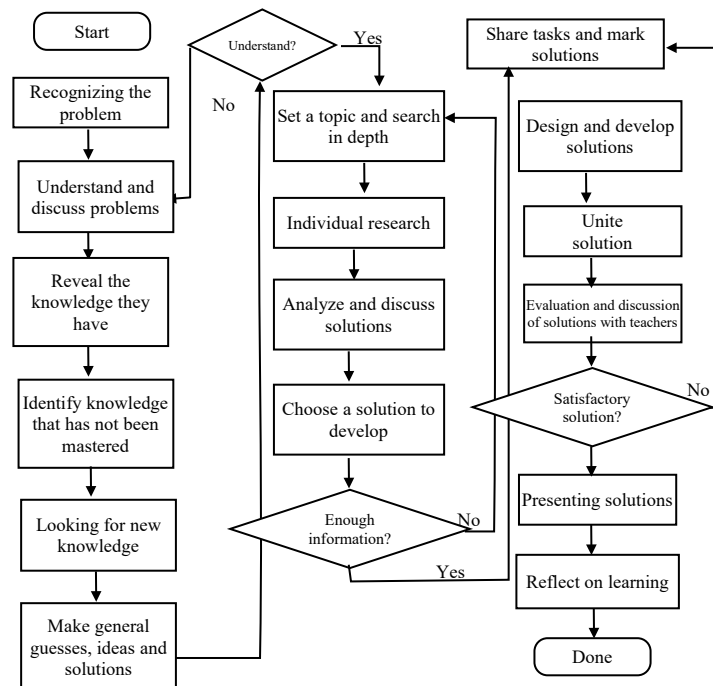 Start
Recognizing the
problem
Understand and
discuss problems
Reveal the
knowledge they
have
Identify knowledge
that has not been
mastered
Looking for new
knowledge
Make general
guesses, ideas and
solutions
Understand?
Yes
No
Set a topic and search
in depth
Individual research
Analyze and discuss
solutions
Choose a solution to
develop
Enough
information?
No
Yes
Share tasks and mark
solutions
Design and develop
solutions
Unite
solution
Evaluation and discussion
of solutions with teachers
Satisfactory
solution?
No
Presenting solutions
Reflect on learning
Done